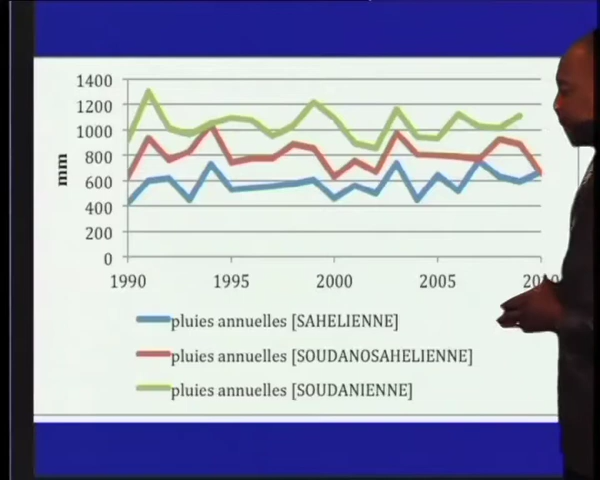 1400
1200
1000
800
600
400
200
0
mm
1990 1995 2000 2005
pluies annuelles [SAHELIENNE]
pluies annuelles [SOUDANOSAHELIENNE]
pluies annuelles [SOUDANIENNE]